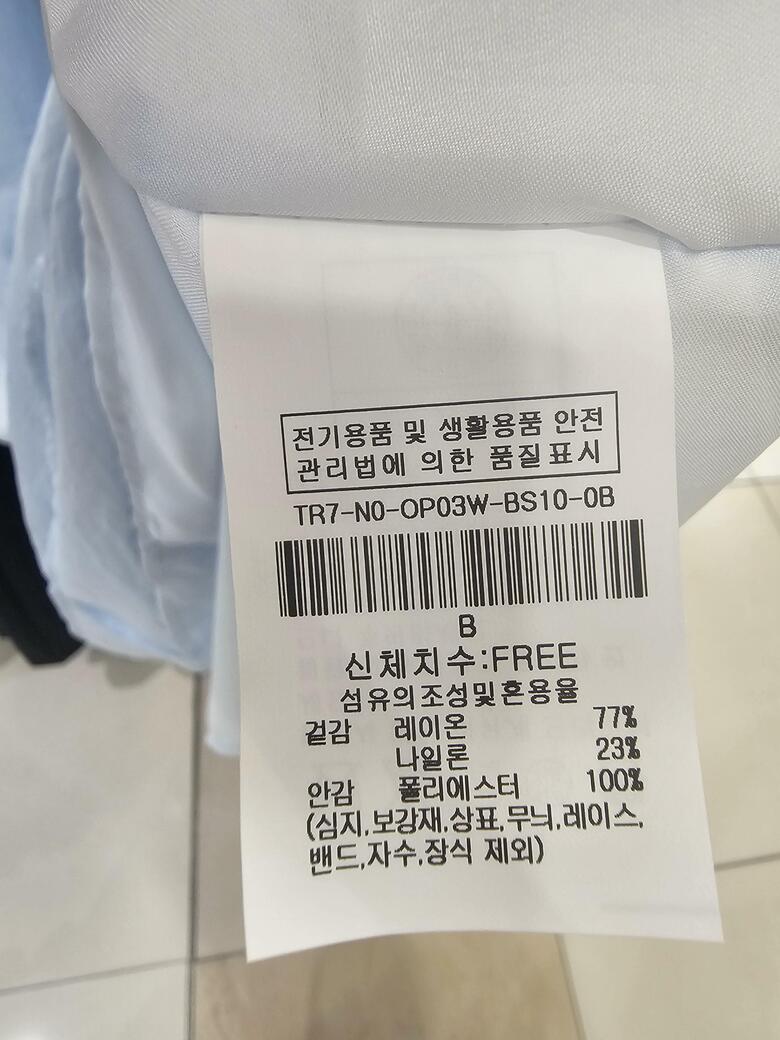 전기용품 및 생활용품 안전
관리법에 의한 품질표시
TR7-N0-OP03W-BS10-0B
B
신체치수:FREE
섬유의조성및혼용율
겉감 레이온 77%
나일론 23%
안감 폴리에스터 100%
(심지,보강재,상표,무늬,레이스,
밴드,자수,장식 제외)